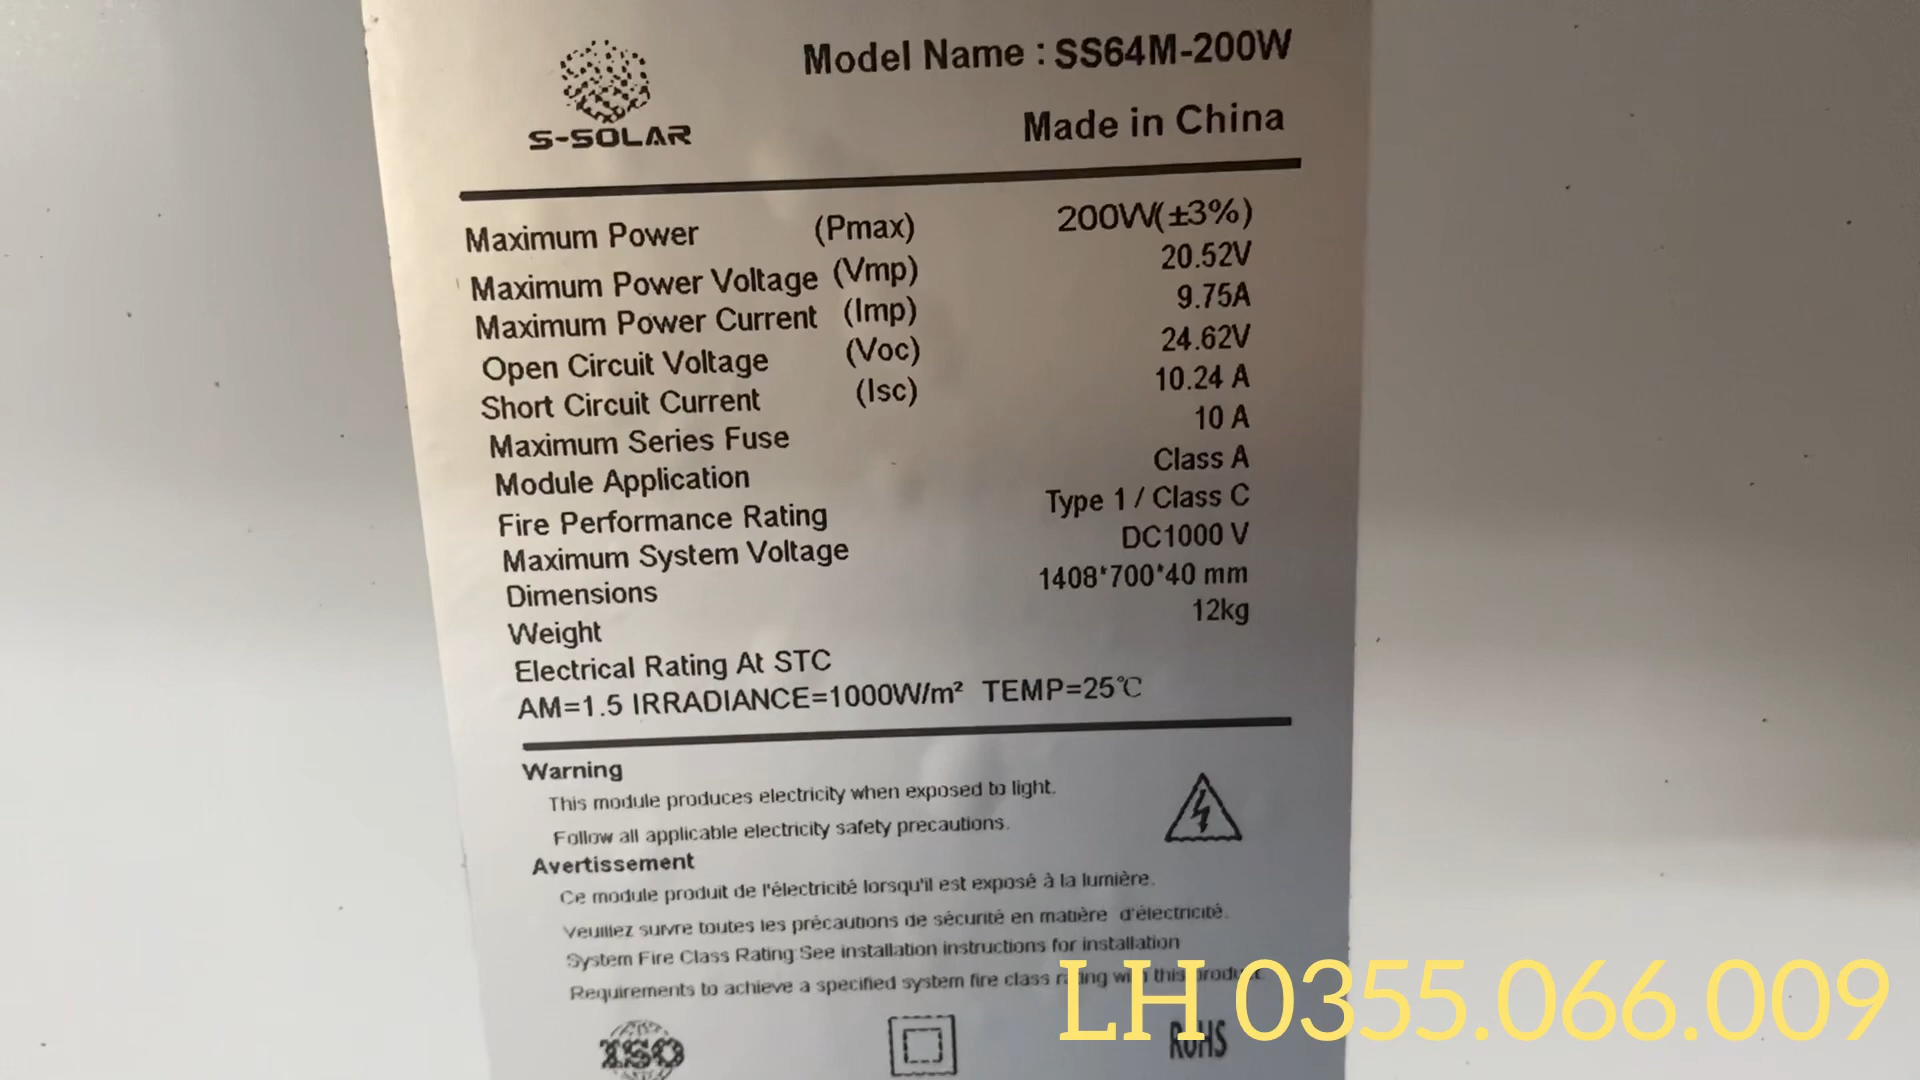 S-SOLAR
Model Name : SS64M-200W
Made in China
Maximum Power (Pmax) 200W(±3%)
Maximum Power Voltage (Vmp) 20.52V
Maximum Power Current (Imp) 9.75A
Open Circuit Voltage (Voc) 24.62V
Short Circuit Current (Isc) 10.24 A
Maximum Series Fuse 10 A
Module Application Class A
Fire Performance Rating Type 1 / Class C
Maximum System Voltage DC1000 V
Dimensions 1408*700*40 mm
Weight 12kg
Electrical Rating At STC
AM=1.5 IRRADIANCE=1000W/m² TEMP=25℃
Warning
This module produces electricity when exposed to light.
Follow all applicable electricity safety precautions.
Avertissement
Ce module produit de l'électricité lorsqu'il est exposé à la lumière.
Veuillez suivre toutes les précautions de sécurité en matière d'électricité.
System Fire Class Rating:See installation instructions for installation
Requirements to achieve a specified system fire class rating with this product
LH 0355.066.009
ISO
RoHS